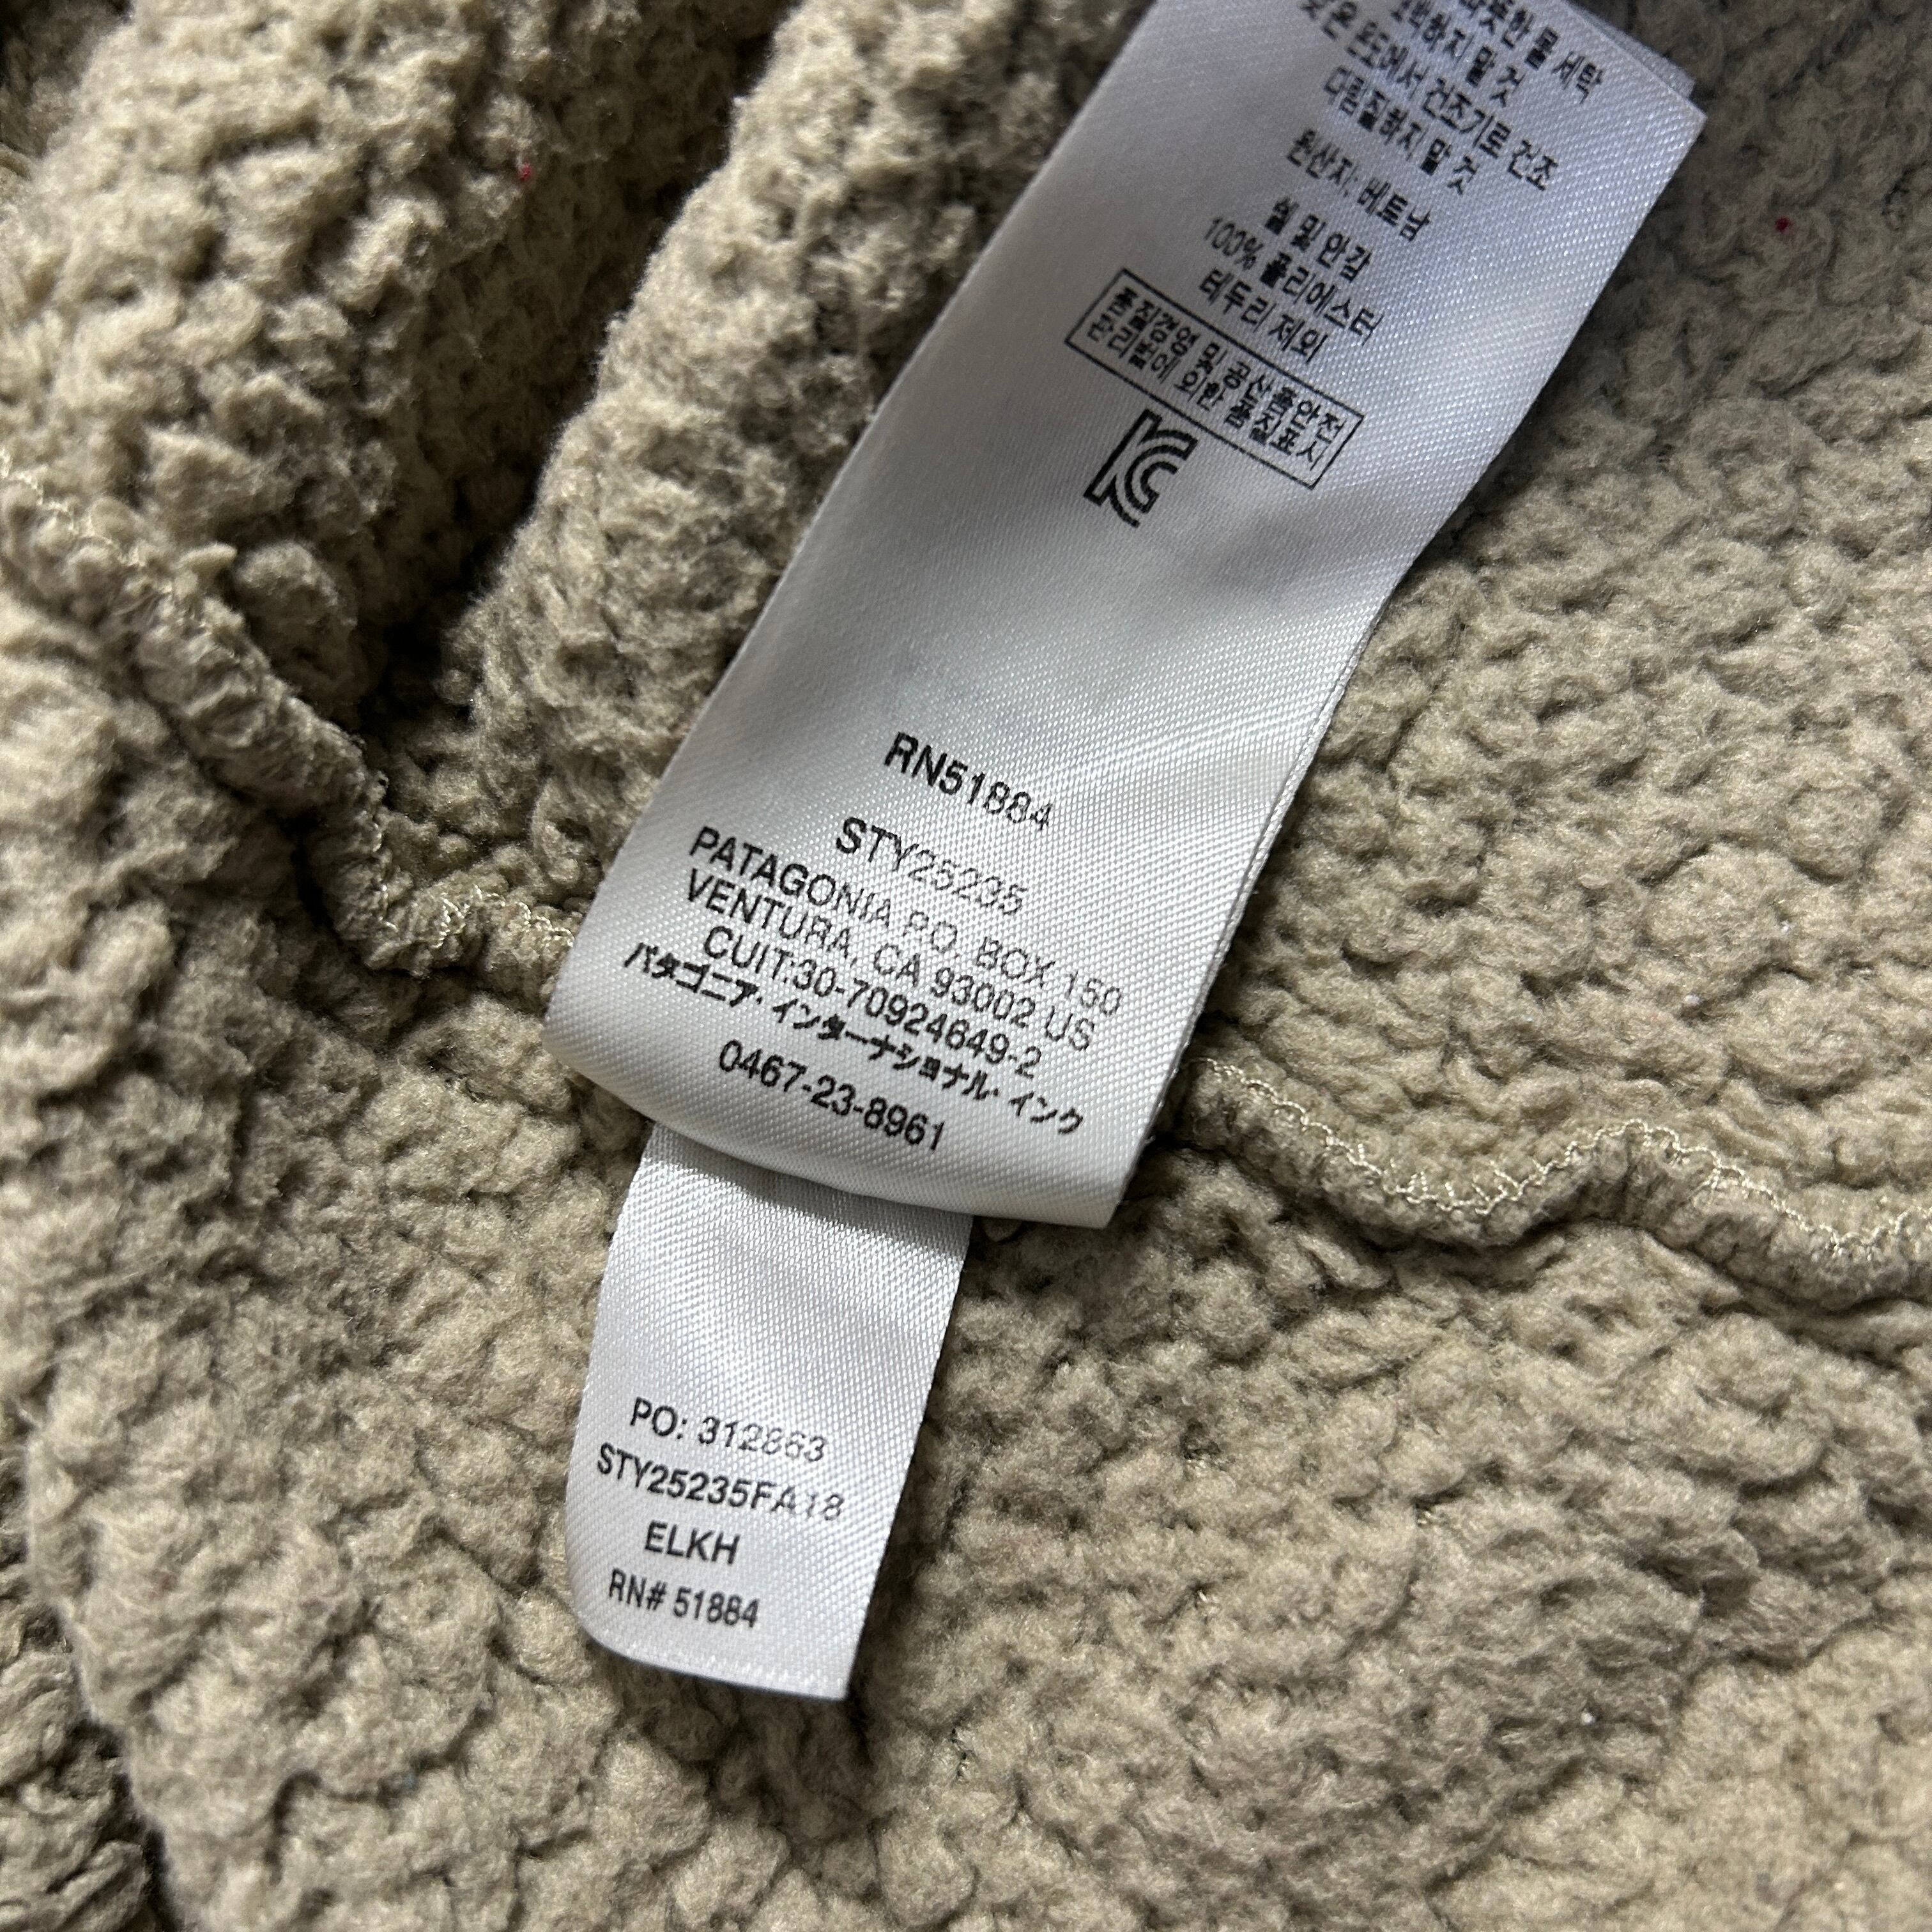 따뜻한 물 세탁
표백하지 말 것
낮은 온도에서 건조기로 건조
다림질하지 말 것
원산지: 베트남
쉘 및 안감
100% 폴리에스터
테두리 제외
품질경영 및 공산품안전
관리법에 의한 품질표시
RN51884
STY25235
PATAGONIA P.O. BOX 150
VENTURA, CA 93002 US
CUIT:30-70924649-2
パタゴニア・インターナショナル・インク
0467-23-8961
PO: 312863
STY25235FA18
ELKH
RN# 51884